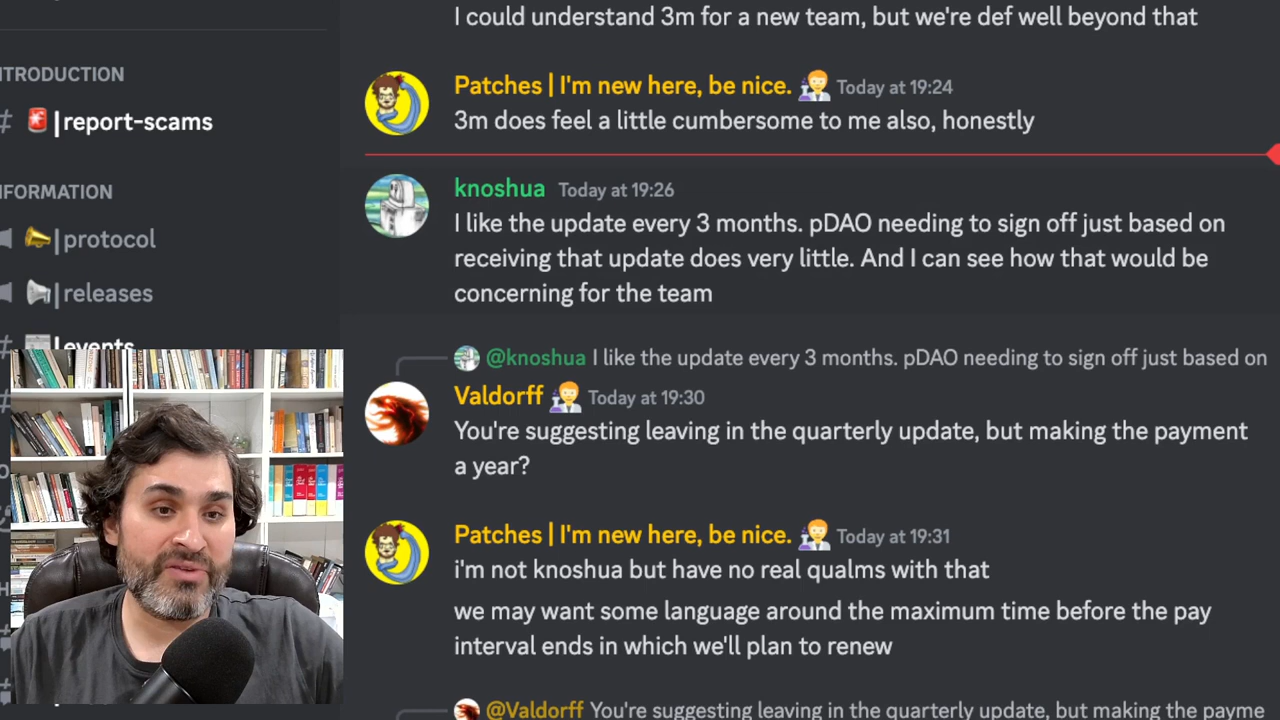 I could understand 3m for a new team, but we're def well beyond that
NTRODUCTION
# |report-scams
NFORMATION
|protocol
|releases
|events
Patches | I'm new here, be nice. Today at 19:24
3m does feel a little cumbersome to me also, honestly
knoshua Today at 19:26
I like the update every 3 months. pDAO needing to sign off just based on
receiving that update does very little. And I can see how that would be
concerning for the team
@knoshua I like the update every 3 months. pDAO needing to sign off just based on
Valdorff Today at 19:30
You're suggesting leaving in the quarterly update, but making the payment
a year?
Patches | I'm new here, be nice. Today at 19:31
i'm not knoshua but have no real qualms with that
we may want some language around the maximum time before the pay
interval ends in which we'll plan to renew
@Valdorff You're suggesting leaving in the quarterly update, but making the payme